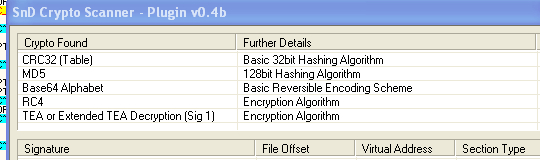 SnD Crypto Scanner - Plugin v0.4b
Crypto Found Further Details
CRC32 (Table) Basic 32bit Hashing Algorithm
MD5 128bit Hashing Algorithm
Base64 Alphabet Basic Reversible Encoding Scheme
RC4 Encryption Algorithm
TEA or Extended TEA Decryption (Sig 1) Encryption Algorithm
Signature File Offset Virtual Address Section Type